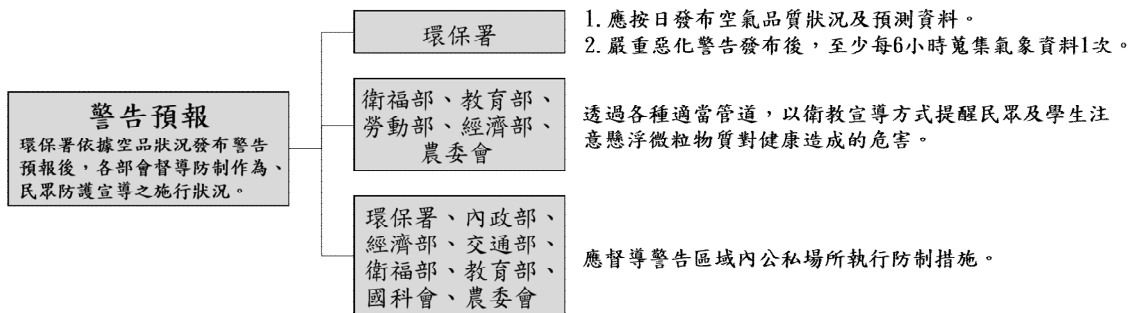 警告預報
環保署依據空品狀況發布警告
預報後，各部會督導防制作為、
民眾防護宣導之施行狀況。
環保署
1.應按日發布空氣品質狀況及預測資料。
2.嚴重惡化警告發布後，至少每6小時蒐集氣象資料1次。
衛福部、教育部、
勞動部、經濟部、
農委會
透過各種適當管道，以衛教宣導方式提醒民眾及學生注
意懸浮微粒物質對健康造成的危害。
環保署、內政部、
經濟部、交通部、
衛福部、教育部、
國科會、農委會
應督導警告區域內公私場所執行防制措施。